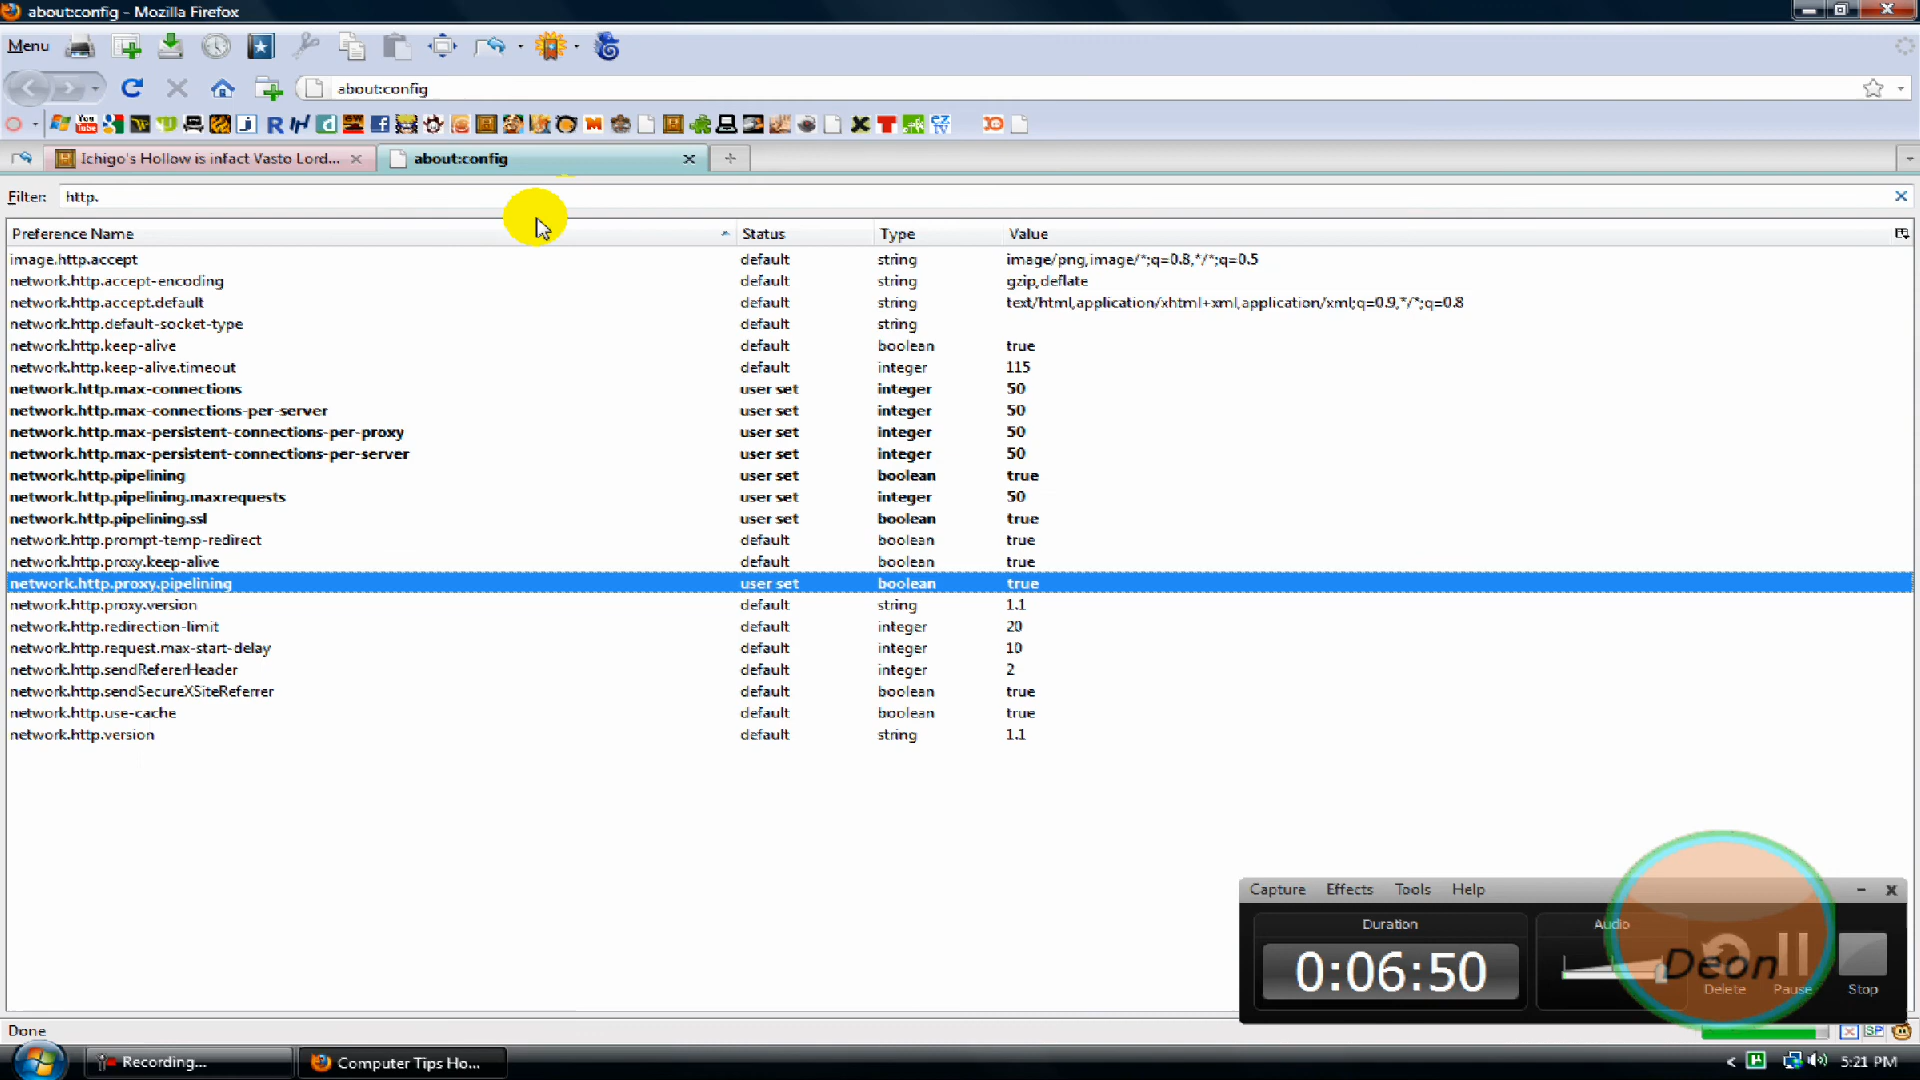 about:config - Mozilla Firefox
Menu
about:config
Ichigo's Hollow is infact Vasto Lord...
about:config
Filter: http.
Preference Name Status Type Value
image.http.accept default string image/png,image/*;q=0.8,*/*;q=0.5
network.http.accept-encoding default string gzip,deflate
network.http.accept.default default string text/html,application/xhtml+xml,application/xml;q=0.9,*/*;q=0.8
network.http.default-socket-type default string
network.http.keep-alive default boolean true
network.http.keep-alive.timeout default integer 115
network.http.max-connections user set integer 50
network.http.max-connections-per-server user set integer 50
network.http.max-persistent-connections-per-proxy user set integer 50
network.http.max-persistent-connections-per-server user set integer 50
network.http.pipelining user set boolean true
network.http.pipelining.maxrequests user set integer 50
network.http.pipelining.ssl user set boolean true
network.http.prompt-temp-redirect default boolean true
network.http.proxy.keep-alive default boolean true
network.http.proxy.pipelining user set boolean true
network.http.proxy.version default string 1.1
network.http.redirection-limit default integer 20
network.http.request.max-start-delay default integer 10
network.http.sendRefererHeader default integer 2
network.http.sendSecureXSiteReferrer default boolean true
network.http.use-cache default boolean true
network.http.version default string 1.1
Capture Effects Tools Help
Duration Audio
0:06:50
Deon
Delete Pause Stop
Done
Recording... Computer Tips Ho... 5:21 PM